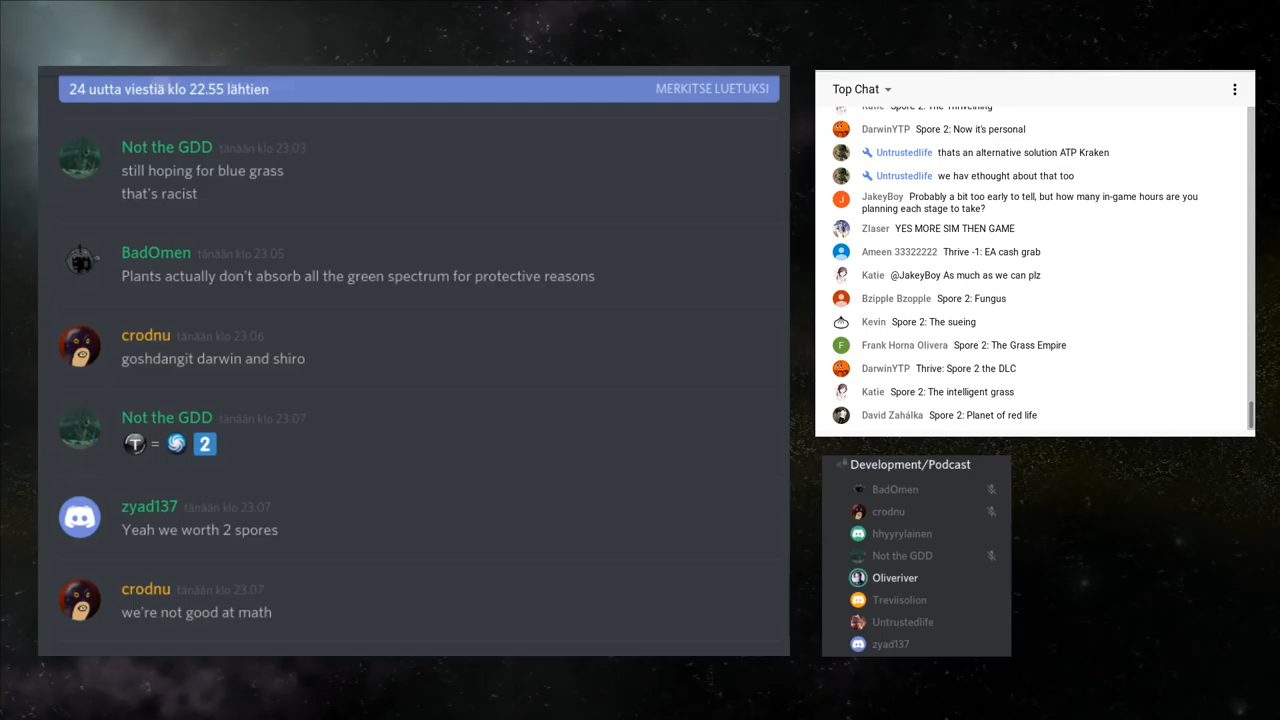 24 uutta viestiä klo 22.55 lähtien MERKITSE LUETUKSI
Not the GDD tänään klo 23.03
still hoping for blue grass
that's racist
BadOmen tänään klo 23.05
Plants actually don't absorb all the green spectrum for protective reasons
crodnu tänään klo 23.06
goshdangit darwin and shiro
Not the GDD tänään klo 23.07
= 2
zyad137 tänään klo 23.07
Yeah we worth 2 spores
crodnu tänään klo 23.07
we're not good at math
Top Chat
Katie Spore 2: The Thriveining
DarwinYTP Spore 2: Now it's personal
Untrustedlife thats an alternative solution ATP Kraken
Untrustedlife we hav ethought about that too
J JakeyBoy Probably a bit too early to tell, but how many in-game hours are you
planning each stage to take?
Zlaser YES MORE SIM THEN GAME
Ameen 33322222 Thrive -1: EA cash grab
Katie @JakeyBoy As much as we can plz
Bzipple Bzopple Spore 2: Fungus
Kevin Spore 2: The sueing
F Frank Horna Olivera Spore 2: The Grass Empire
DarwinYTP Thrive: Spore 2 the DLC
Katie Spore 2: The intelligent grass
David Zahálka Spore 2: Planet of red life
Development/Podcast
BadOmen
crodnu
hhyyrylainen
Not the GDD
Oliveriver
Treviisolion
Untrustedlife
zyad137